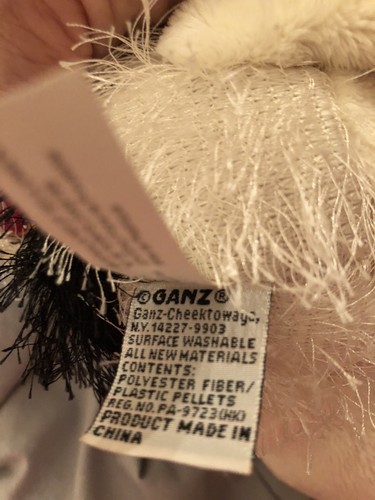 ©GANZ®
Ganz-Cheektowaga,
N.Y. 14227-9903
SURFACE WASHABLE
ALL NEW MATERIALS
CONTENTS:
POLYESTER FIBER/
PLASTIC PELLETS
REG. NO. PA-9723(HK)
PRODUCT MADE IN
CHINA